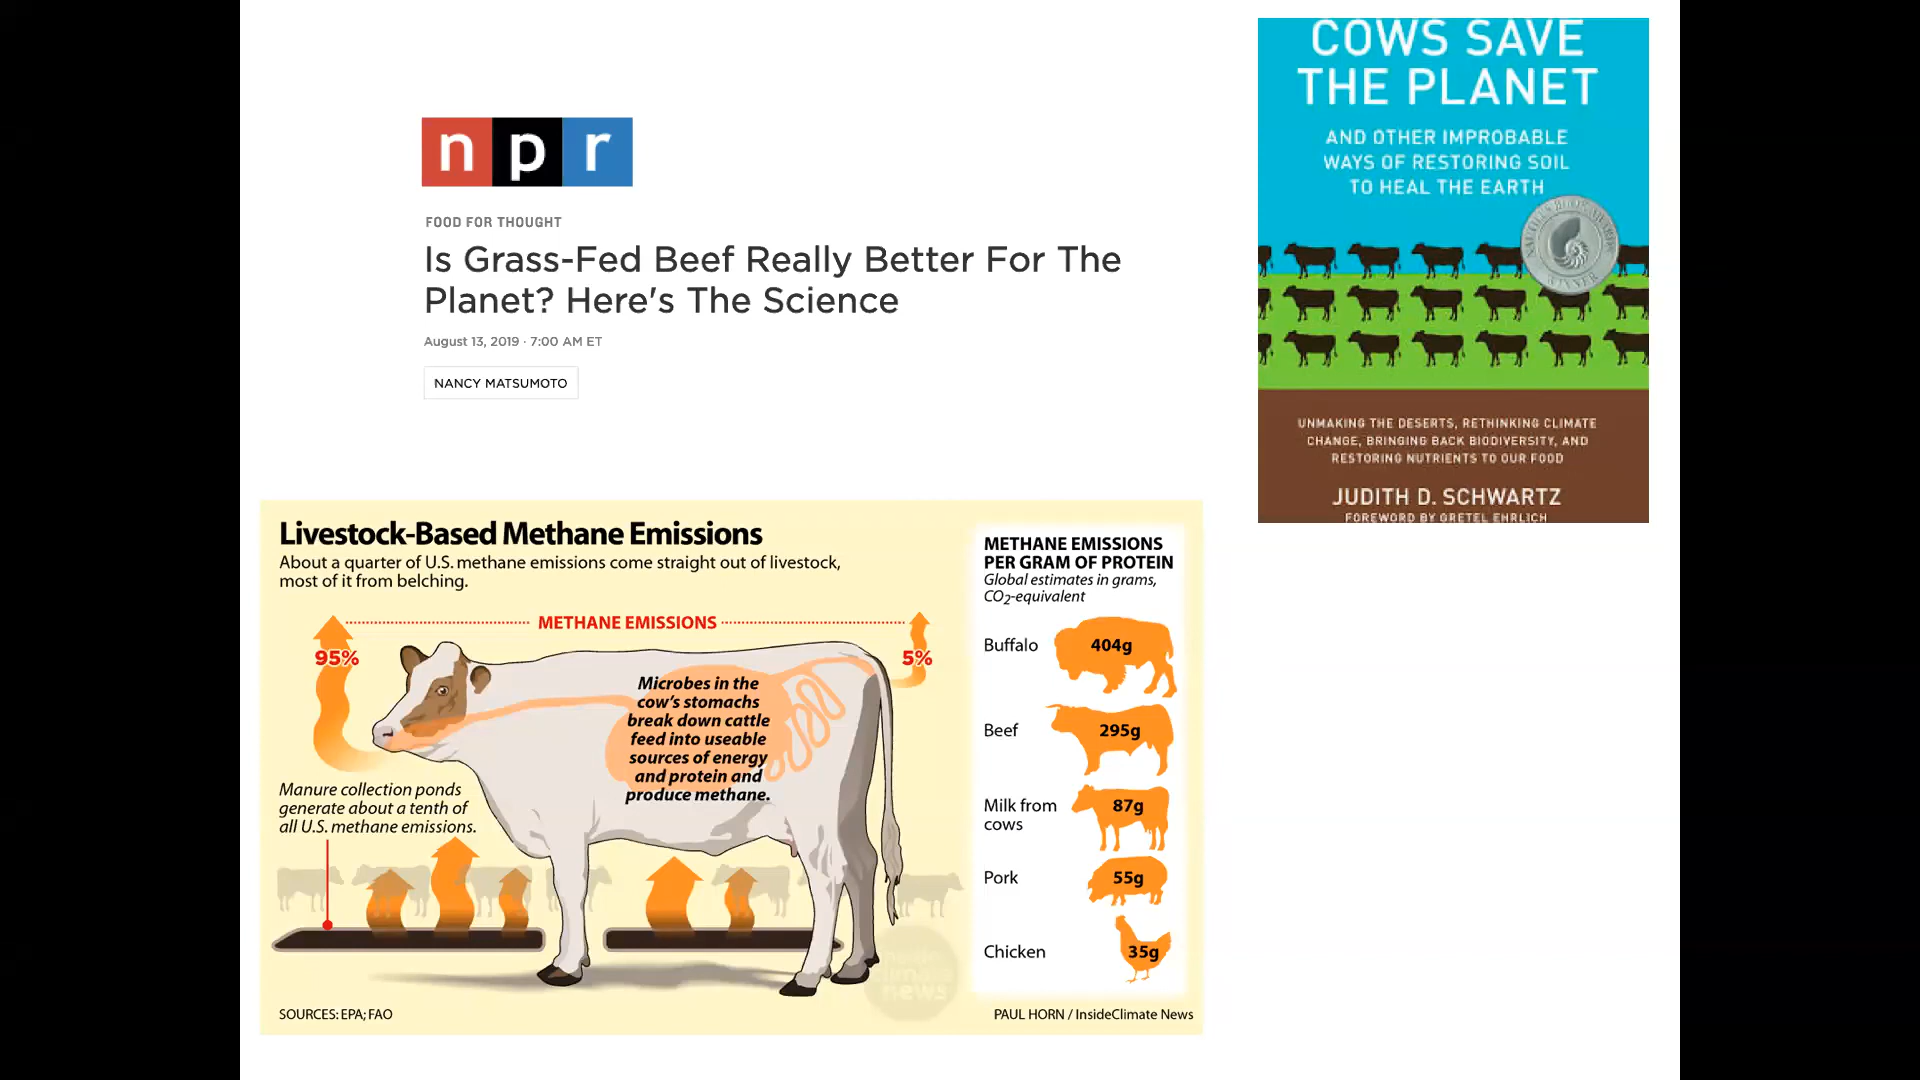 npr
FOOD FOR THOUGHT
Is Grass-Fed Beef Really Better For The
Planet? Here's The Science
August 13, 2019 · 7:00 AM ET
NANCY MATSUMOTO
COWS SAVE
THE PLANET
AND OTHER IMPROBABLE
WAYS OF RESTORING SOIL
TO HEAL THE EARTH
WINNER
UNMAKING THE DESERTS, RETHINKING CLIMATE
CHANGE, BRINGING BACK BIODIVERSITY, AND
RESTORING NUTRIENTS TO OUR FOOD
JUDITH D. SCHWARTZ
FOREWORD BY GRETEL EHRLICH
Livestock-Based Methane Emissions
About a quarter of U.S. methane emissions come straight out of livestock,
most of it from belching.
METHANE EMISSIONS
95%
5%
Microbes in the
cow's stomachs
break down cattle
feed into useable
sources of energy
and protein and
produce methane.
Manure collection ponds
generate about a tenth of
all U.S. methane emissions.
SOURCES: EPA; FAO
METHANE EMISSIONS
PER GRAM OF PROTEIN
Global estimates in grams,
CO2-equivalent
Buffalo 404g
Beef 295g
Milk from 87g
cows
Pork 55g
Chicken 35g
PAUL HORN / InsideClimate News